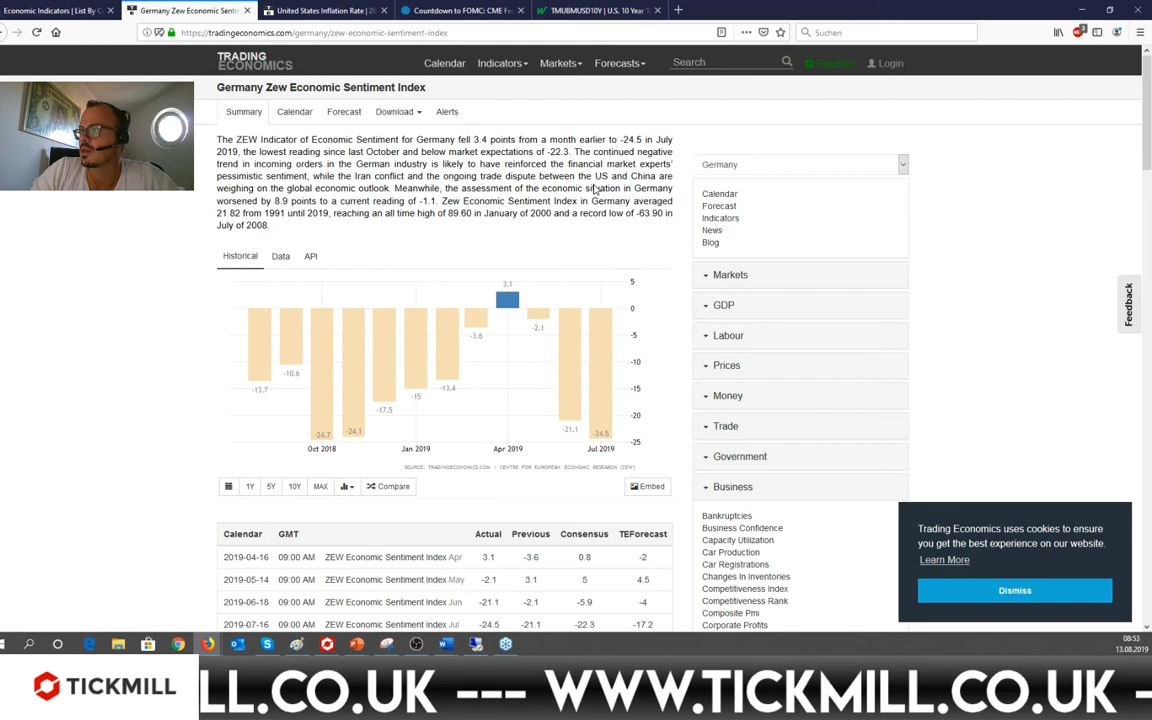 Economic Indicators | List By C
Germany Zew Economic Senti
United States Inflation Rate | 20
Countdown to FOMC: CME Fe
TMUBMUSD10Y | U.S. 10 Year T
https://tradingeconomics.com/germany/zew-economic-sentiment-index
Suchen
TRADING
ECONOMICS
Calendar Indicators Markets Forecasts
Search
Register Login
Germany Zew Economic Sentiment Index
Summary Calendar Forecast Download Alerts
The ZEW Indicator of Economic Sentiment for Germany fell 3.4 points from a month earlier to -24.5 in July
2019, the lowest reading since last October and below market expectations of -22.3. The continued negative
trend in incoming orders in the German industry is likely to have reinforced the financial market experts'
pessimistic sentiment, while the Iran conflict and the ongoing trade dispute between the US and China are
weighing on the global economic outlook. Meanwhile, the assessment of the economic situation in Germany
worsened by 8.9 points to a current reading of -1.1. Zew Economic Sentiment Index in Germany averaged
21.82 from 1991 until 2019, reaching an all time high of 89.60 in January of 2000 and a record low of -63.90 in
July of 2008.
Historical Data API
5
0
-5
-10
-15
-20
-25
-13.7
-10.6
-24.7
-24.1
-17.5
-15
-13.4
-3.6
3.1
-2.1
-21.1
-24.5
Oct 2018 Jan 2019 Apr 2019 Jul 2019
SOURCE: TRADINGECONOMICS.COM | CENTRE FOR EUROPEAN ECONOMIC RESEARCH (ZEW)
1Y 5Y 10Y MAX Compare Embed
Calendar GMT Actual Previous Consensus TEForecast
2019-04-16 09:00 AM ZEW Economic Sentiment Index Apr 3.1 -3.6 0.8 -2
2019-05-14 09:00 AM ZEW Economic Sentiment Index May -2.1 3.1 5 4.5
2019-06-18 09:00 AM ZEW Economic Sentiment Index Jun -21.1 -2.1 -5.9 -4
2019-07-16 09:00 AM ZEW Economic Sentiment Index Jul -24.5 -21.1 -22.3 -17.2
Germany
Calendar
Forecast
Indicators
News
Blog
Markets
GDP
Labour
Prices
Money
Trade
Government
Business
Bankruptcies
Business Confidence
Capacity Utilization
Car Production
Car Registrations
Changes In Inventories
Competitiveness Index
Competitiveness Rank
Composite Pmi
Corporate Profits
Feedback
Trading Economics uses cookies to ensure
you get the best experience on our website.
Learn More
Dismiss
08:53
13.08.2019
TICKMILL
LL.CO.UK --- WWW.TICKMILL.CO.UK -